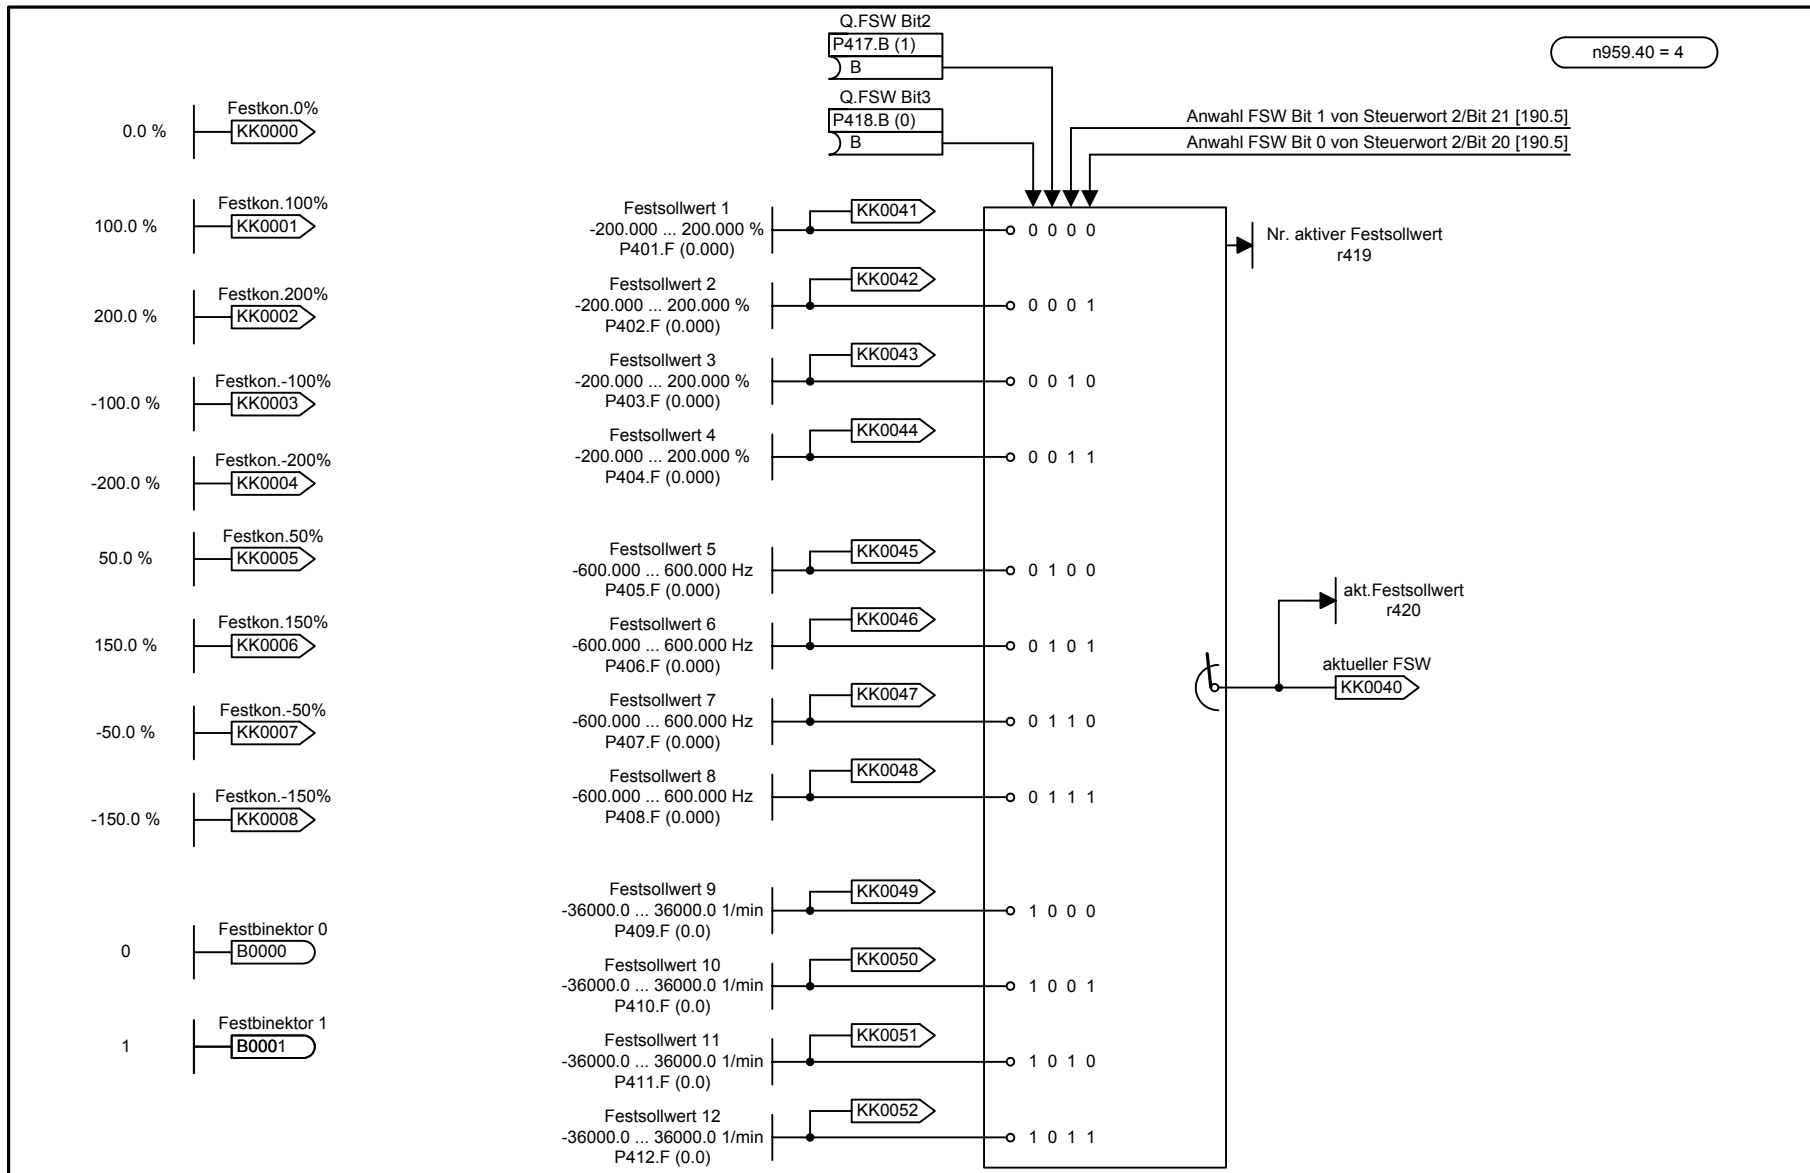 Q.FSW Bit2
P417.B (1)
B
n959.40 = 4
Q.FSW Bit3
P418.B (0)
B
Anwahl FSW Bit 1 von Steuerwort 2/Bit 21 [190.5]
Anwahl FSW Bit 0 von Steuerwort 2/Bit 20 [190.5]
Festkon.0%
0.0 %
KK0000
Festkon.100%
100.0 %
KK0001
Festkon.200%
200.0 %
KK0002
Festkon.-100%
-100.0 %
KK0003
Festkon.-200%
-200.0 %
KK0004
Festkon.50%
50.0 %
KK0005
Festkon.150%
150.0 %
KK0006
Festkon.-50%
-50.0 %
KK0007
Festkon.-150%
-150.0 %
KK0008
Festbinektor 0
0
B0000
Festbinektor 1
1
B0001
Festsollwert 1
-200.000 ... 200.000 %
P401.F (0.000)
KK0041
0 0 0 0
Festsollwert 2
-200.000 ... 200.000 %
P402.F (0.000)
KK0042
0 0 0 1
Festsollwert 3
-200.000 ... 200.000 %
P403.F (0.000)
KK0043
0 0 1 0
Festsollwert 4
-200.000 ... 200.000 %
P404.F (0.000)
KK0044
0 0 1 1
Festsollwert 5
-600.000 ... 600.000 Hz
P405.F (0.000)
KK0045
0 1 0 0
Festsollwert 6
-600.000 ... 600.000 Hz
P406.F (0.000)
KK0046
0 1 0 1
Festsollwert 7
-600.000 ... 600.000 Hz
P407.F (0.000)
KK0047
0 1 1 0
Festsollwert 8
-600.000 ... 600.000 Hz
P408.F (0.000)
KK0048
0 1 1 1
Festsollwert 9
-36000.0 ... 36000.0 1/min
P409.F (0.0)
KK0049
1 0 0 0
Festsollwert 10
-36000.0 ... 36000.0 1/min
P410.F (0.0)
KK0050
1 0 0 1
Festsollwert 11
-36000.0 ... 36000.0 1/min
P411.F (0.0)
KK0051
1 0 1 0
Festsollwert 12
-36000.0 ... 36000.0 1/min
P412.F (0.0)
KK0052
1 0 1 1
Nr. aktiver Festsollwert
r419
akt.Festsollwert
r420
aktueller FSW
KK0040